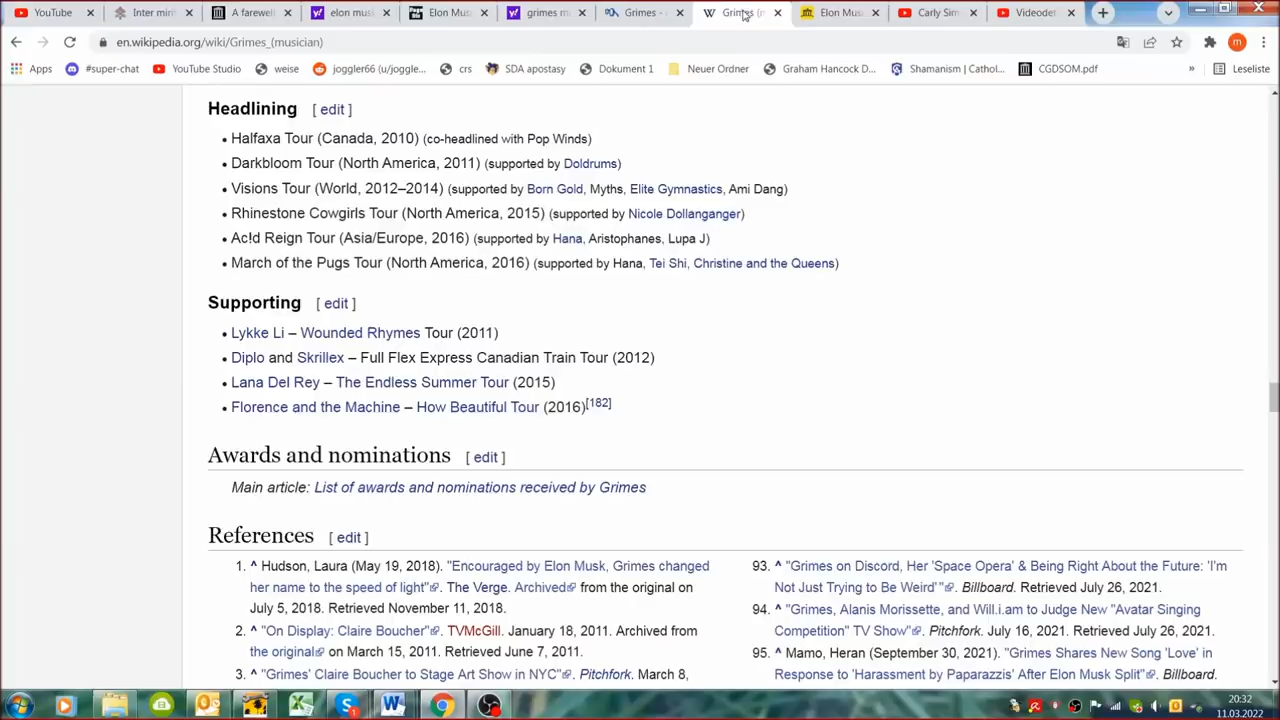 YouTube
Inter miri
A farewell
elon musk
Elon Musk
grimes mu
Grimes -
Grimes (m
Elon Musk
Carly Sim
Videodet
en.wikipedia.org/wiki/Grimes_(musician)
m
Apps
#super-chat
YouTube Studio
weise
joggler66 (u/joggle...
crs
SDA apostasy
Dokument 1
Neuer Ordner
Graham Hancock D...
Shamanism | Cathol...
CGDSOM.pdf
»
Leseliste
Headlining [ edit ]
• Halfaxa Tour (Canada, 2010) (co-headlined with Pop Winds)
• Darkbloom Tour (North America, 2011) (supported by Doldrums)
• Visions Tour (World, 2012–2014) (supported by Born Gold, Myths, Elite Gymnastics, Ami Dang)
• Rhinestone Cowgirls Tour (North America, 2015) (supported by Nicole Dollanganger)
• Ac!d Reign Tour (Asia/Europe, 2016) (supported by Hana, Aristophanes, Lupa J)
• March of the Pugs Tour (North America, 2016) (supported by Hana, Tei Shi, Christine and the Queens)
Supporting [ edit ]
• Lykke Li – Wounded Rhymes Tour (2011)
• Diplo and Skrillex – Full Flex Express Canadian Train Tour (2012)
• Lana Del Rey – The Endless Summer Tour (2015)
• Florence and the Machine – How Beautiful Tour (2016)[182]
Awards and nominations [ edit ]
Main article: List of awards and nominations received by Grimes
References [ edit ]
1. ^ Hudson, Laura (May 19, 2018). "Encouraged by Elon Musk, Grimes changed
her name to the speed of light". The Verge. Archived from the original on
July 5, 2018. Retrieved November 11, 2018.
2. ^ "On Display: Claire Boucher". TVMcGill. January 18, 2011. Archived from
the original on March 15, 2011. Retrieved June 7, 2011.
3. ^ "Grimes' Claire Boucher to Stage Art Show in NYC". Pitchfork. March 8,
93. ^ "Grimes on Discord, Her 'Space Opera' & Being Right About the Future: 'I'm
Not Just Trying to Be Weird'". Billboard. Retrieved July 26, 2021.
94. ^ "Grimes, Alanis Morissette, and Will.i.am to Judge New "Avatar Singing
Competition" TV Show". Pitchfork. July 16, 2021. Retrieved July 26, 2021.
95. ^ Mamo, Heran (September 30, 2021). "Grimes Shares New Song 'Love' in
Response to 'Harassment by Paparazzis' After Elon Musk Split". Billboard.
20:32
11.03.2022